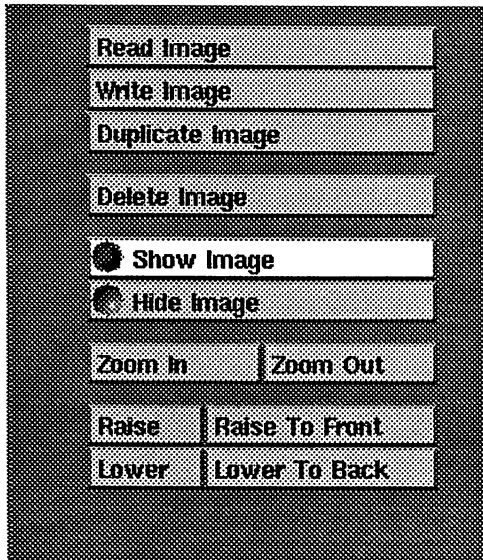 Read Image
Write Image
Duplicate Image
Delete Image
Show Image
Hide Image
Zoom In Zoom Out
Raise Raise To Front
Lower Lower To Back